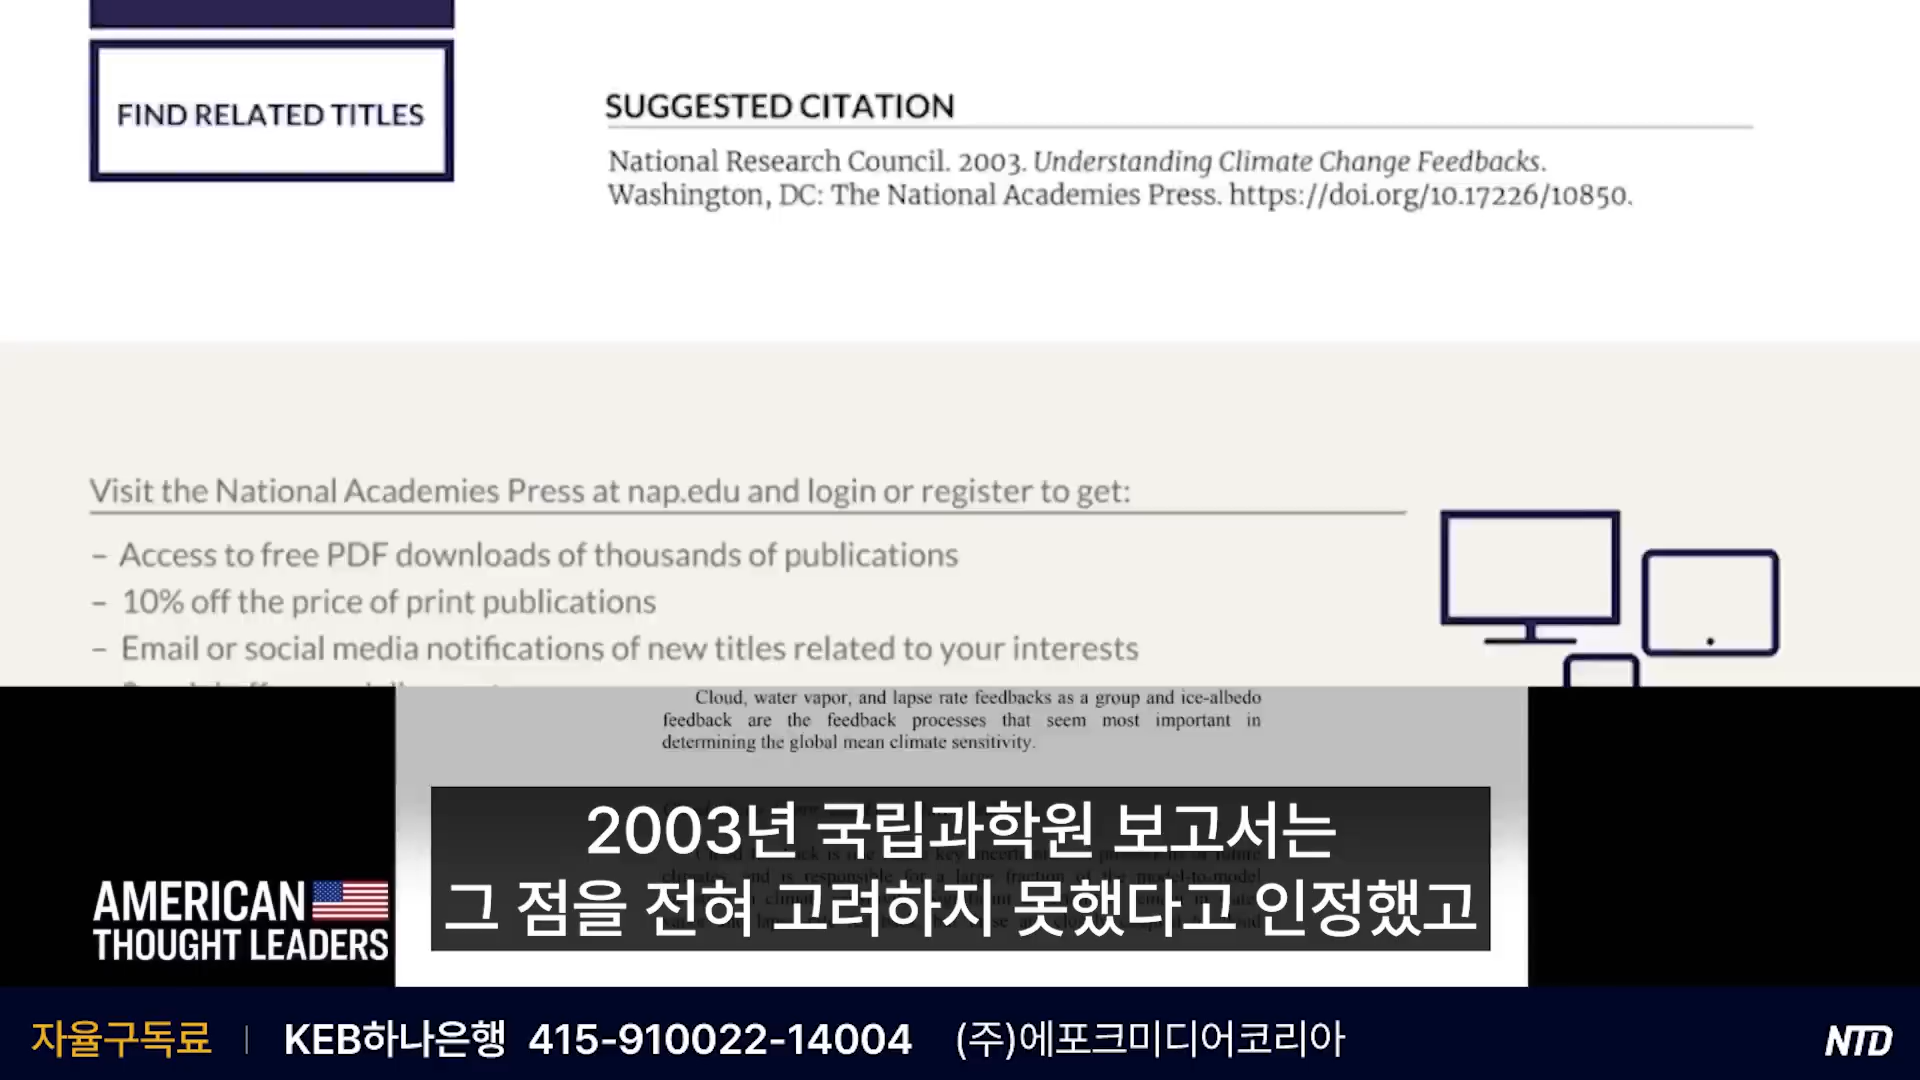 FIND RELATED TITLES
SUGGESTED CITATION
National Research Council. 2003. Understanding Climate Change Feedbacks.
Washington, DC: The National Academies Press. https://doi.org/10.17226/10850.
Visit the National Academies Press at nap.edu and login or register to get:
– Access to free PDF downloads of thousands of publications
– 10% off the price of print publications
– Email or social media notifications of new titles related to your interests
Cloud, water vapor, and lapse rate feedbacks as a group and ice-albedo
feedback are the feedback processes that seem most important in
determining the global mean climate sensitivity.
2003년 국립과학원 보고서는
그 점을 전혀 고려하지 못했다고 인정했고
AMERICAN
THOUGHT LEADERS
자율구독료 | KEB하나은행 415-910022-14004 (주)에포크미디어코리아
NTD